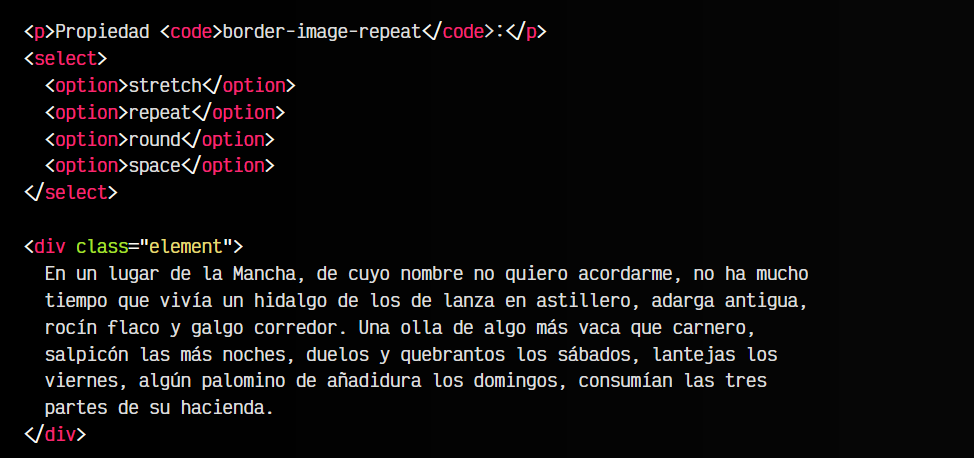 <p>Propiedad <code>border-image-repeat</code>:</p>
<select>
  <option>stretch</option>
  <option>repeat</option>
  <option>round</option>
  <option>space</option>
</select>

<div class="element">
  En un lugar de la Mancha, de cuyo nombre no quiero acordarme, no ha mucho
  tiempo que vivía un hidalgo de los de lanza en astillero, adarga antigua,
  rocín flaco y galgo corredor. Una olla de algo más vaca que carnero,
  salpicón las más noches, duelos y quebrantos los sábados, lantejas los
  viernes, algún palomino de añadidura los domingos, consumían las tres
  partes de su hacienda.
</div>